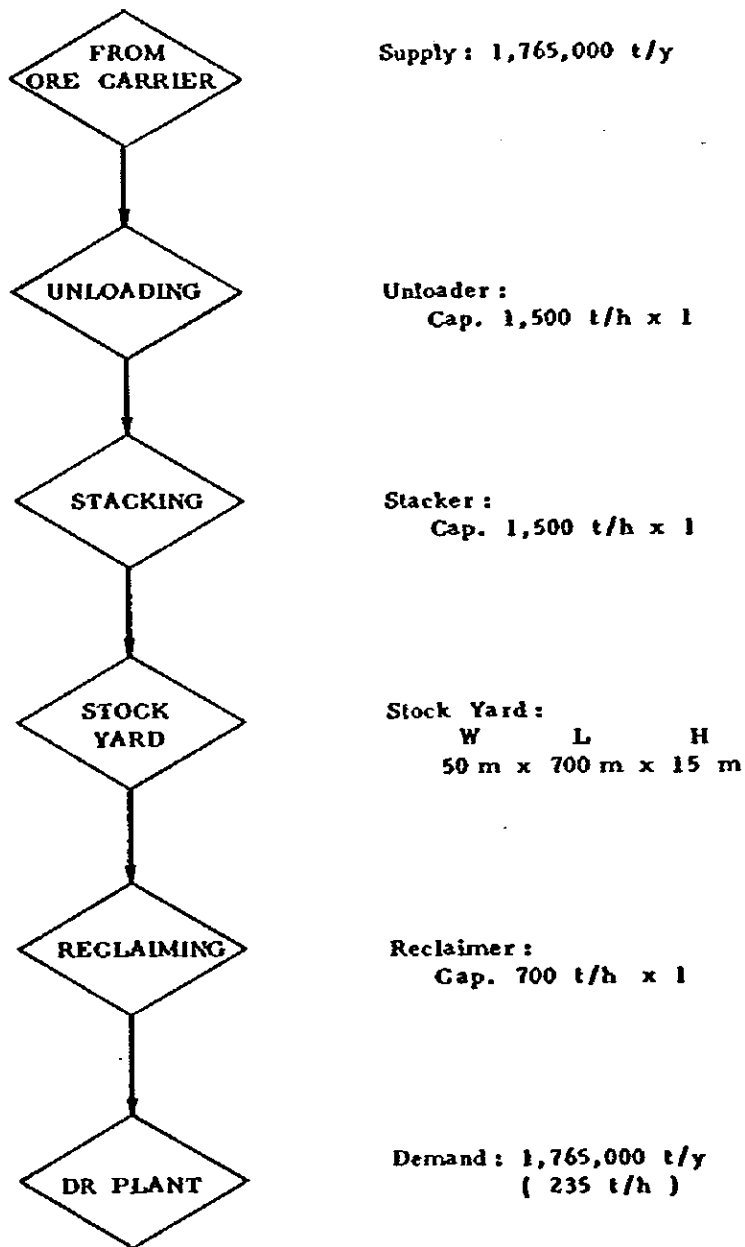 FROM
ORE CARRIER
Supply: 1,765,000 t/y
UNLOADING
Unloader:
Cap. 1,500 t/h x 1
STACKING
Stacker:
Cap. 1,500 t/h x 1
STOCK
YARD
Stock Yard:
W L H
50 m x 700 m x 15 m
RECLAIMING
Reclaimer:
Cap. 700 t/h x 1
DR PLANT
Demand: 1,765,000 t/y
( 235 t/h )